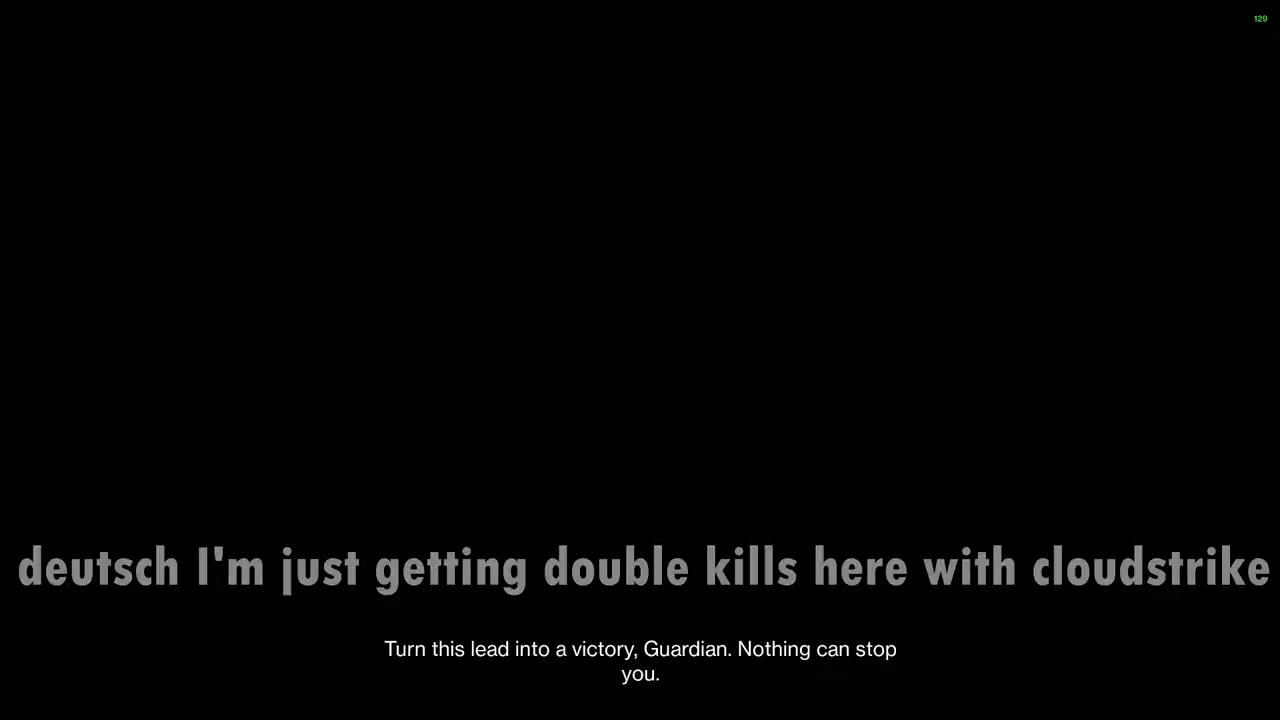 129
deutsch I'm just getting double kills here with cloudstrike
Turn this lead into a victory, Guardian. Nothing can stop
you.